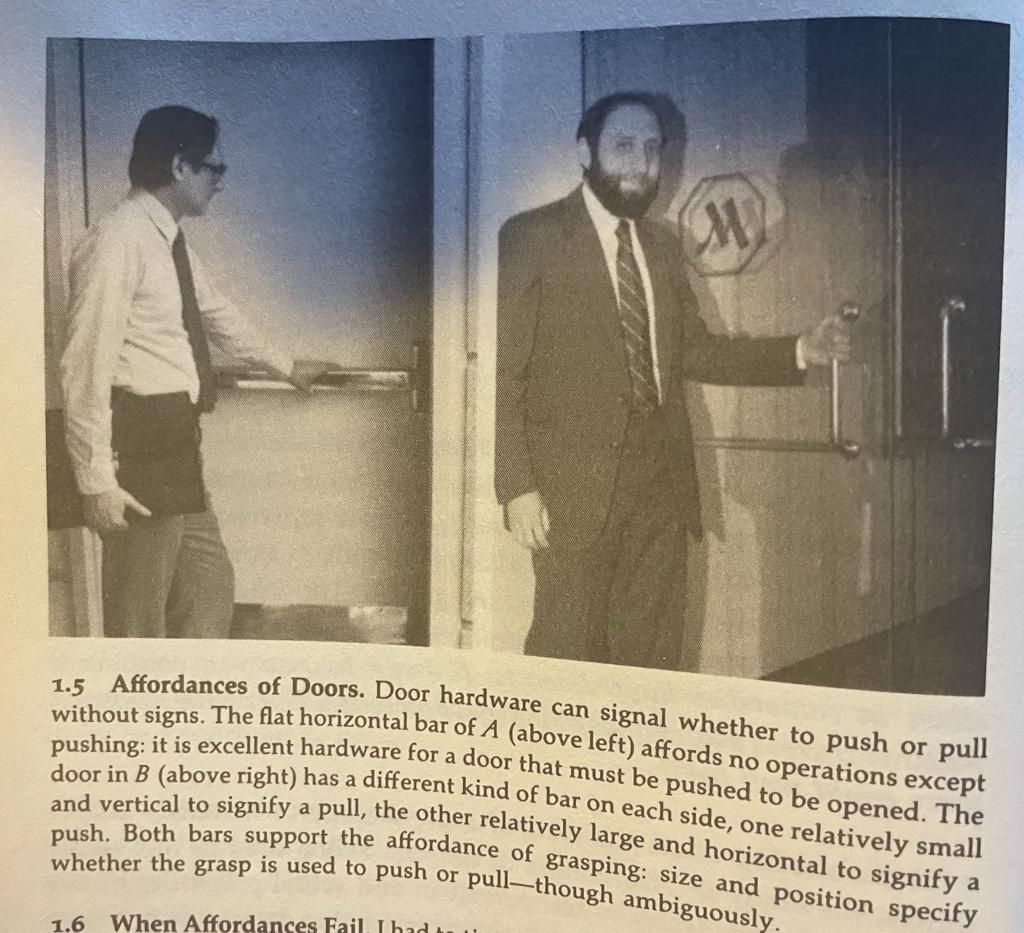 M
1.5 Affordances of Doors. Door hardware can signal whether to push or pull
without signs. The flat horizontal bar of A (above left) affords no operations except
pushing: it is excellent hardware for a door that must be pushed to be opened. The
door in B (above right) has a different kind of bar on each side, one relatively small
and vertical to signify a pull, the other relatively large and horizontal to signify a
push. Both bars support the affordance of grasping: size and position specify
whether the grasp is used to push or pull—though ambiguously.
1.6 When Affordances Fail. I had to